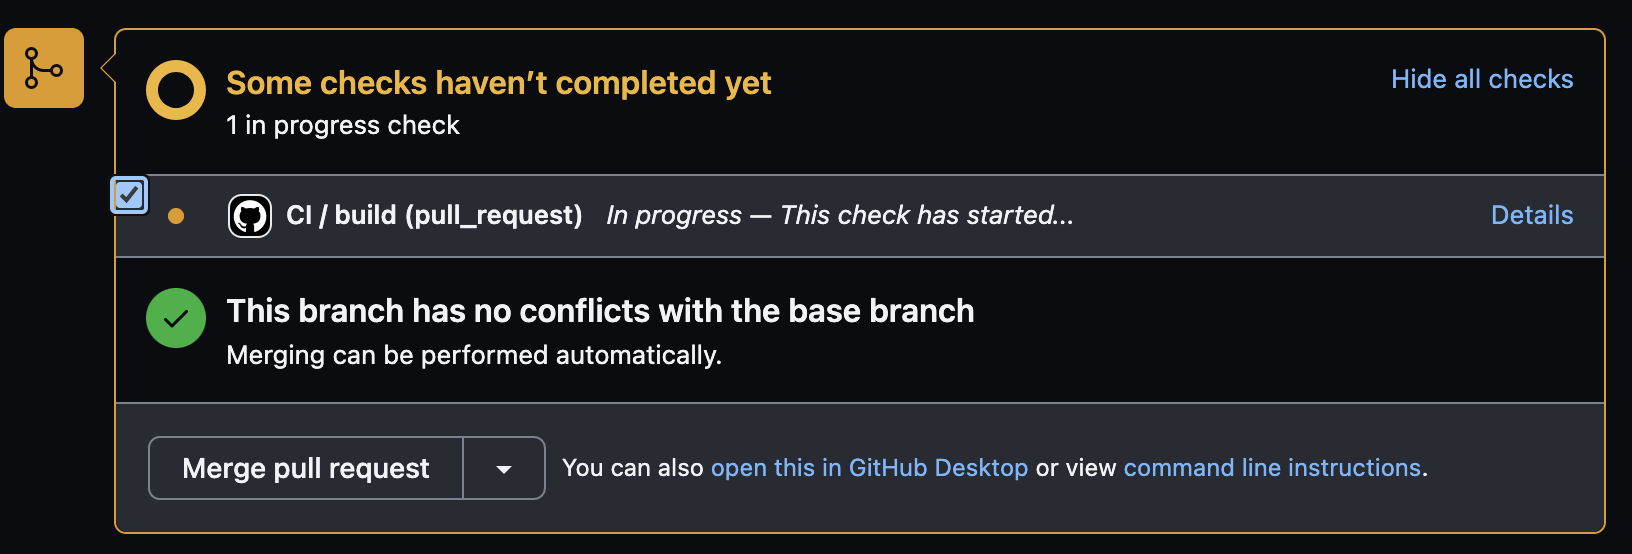 Some checks haven’t completed yet
Hide all checks
1 in progress check
CI / build (pull_request) In progress — This check has started...
Details
This branch has no conflicts with the base branch
Merging can be performed automatically.
Merge pull request
You can also open this in GitHub Desktop or view command line instructions.